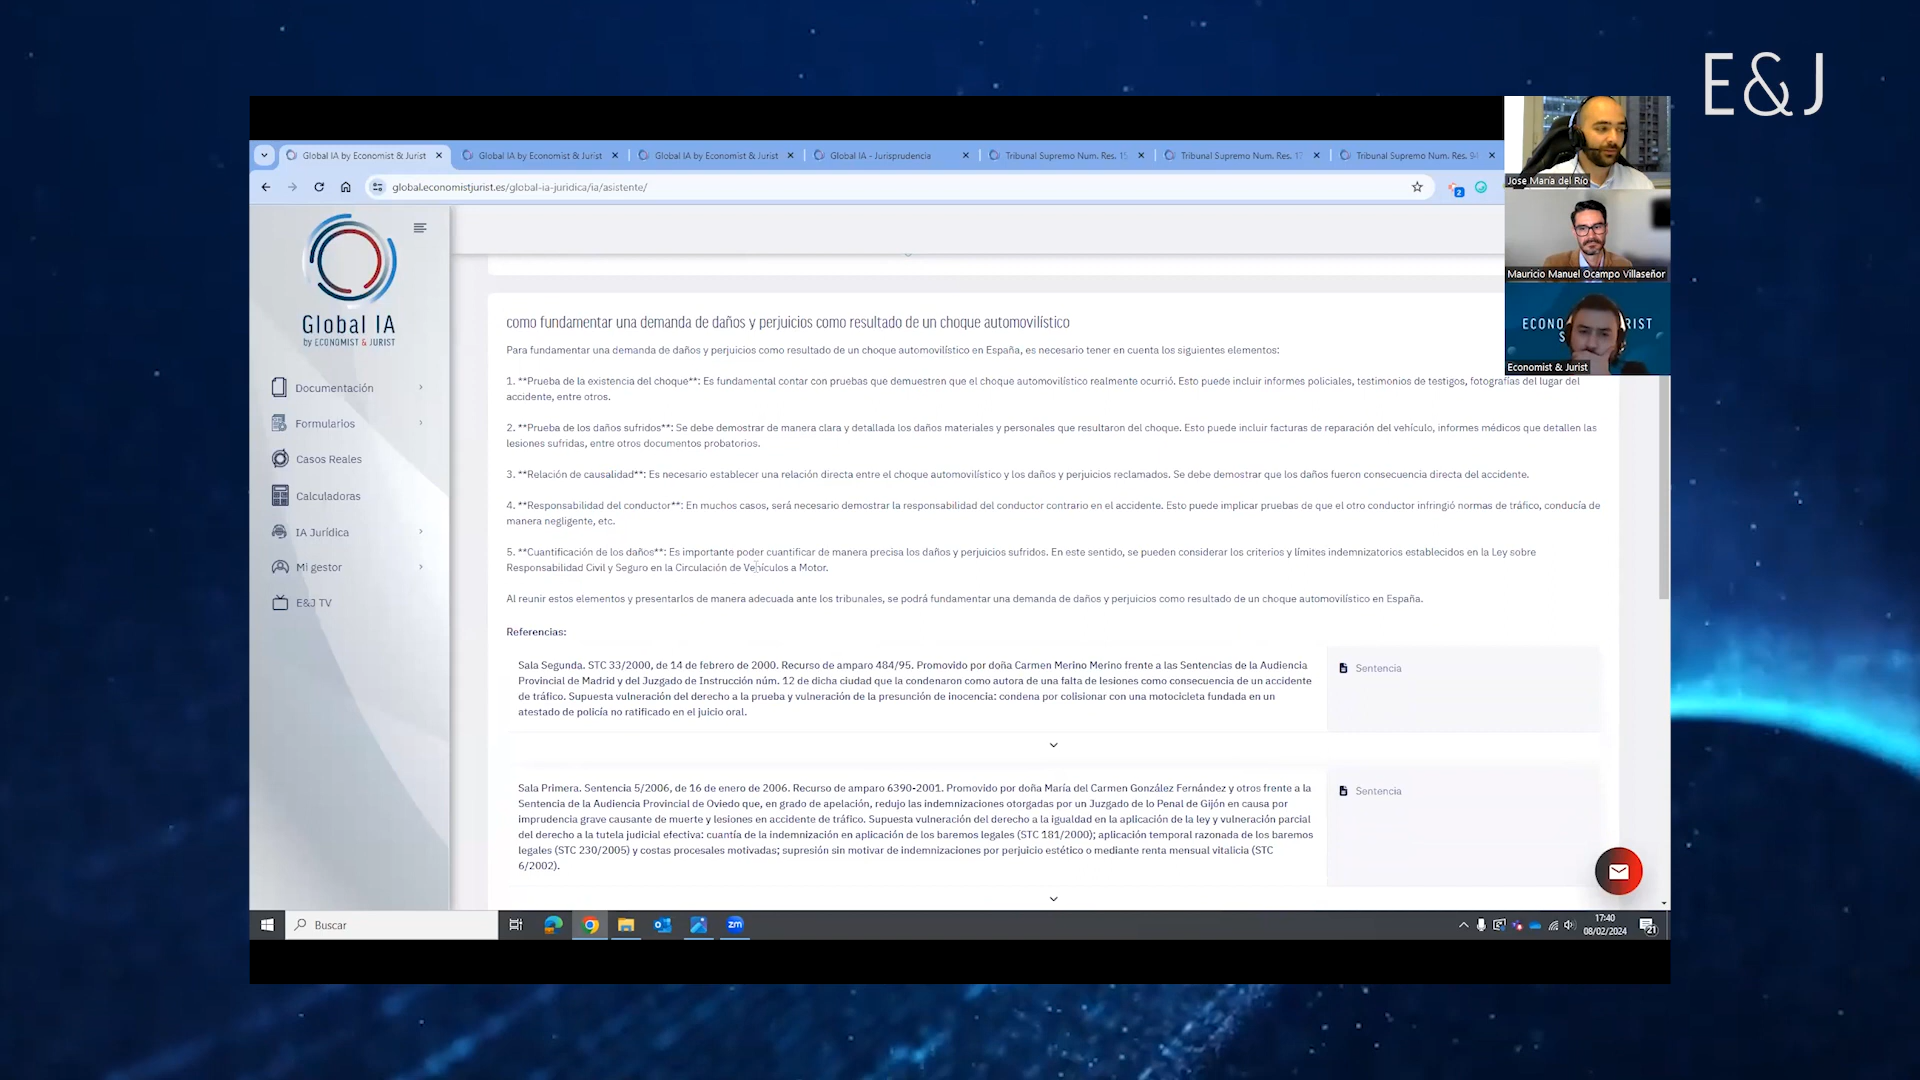 E&J
Global IA by Economist & Jurist
Global IA by Economist & Jurist
Global IA by Economist & Jurist
Global IA - Jurisprudencia
Tribunal Supremo Num. Res. 15
Tribunal Supremo Num. Res. 17
Tribunal Supremo Num. Res. 94
global.economistjurist.es/global-ia-juridica/ia/asistente/
2
Jose María del Río
Mauricio Manuel Ocampo Villaseñor
Economist & Jurist
Global IA
by ECONOMIST & JURIST
Documentación
Formularios
Casos Reales
Calculadoras
IA Jurídica
Mi gestor
E&J TV
como fundamentar una demanda de daños y perjuicios como resultado de un choque automovilístico
Para fundamentar una demanda de daños y perjuicios como resultado de un choque automovilístico en España, es necesario tener en cuenta los siguientes elementos:
1. **Prueba de la existencia del choque**: Es fundamental contar con pruebas que demuestren que el choque automovilístico realmente ocurrió. Esto puede incluir informes policiales, testimonios de testigos, fotografías del lugar del
accidente, entre otros.
2. **Prueba de los daños sufridos**: Se debe demostrar de manera clara y detallada los daños materiales y personales que resultaron del choque. Esto puede incluir facturas de reparación del vehículo, informes médicos que detallen las
lesiones sufridas, entre otros documentos probatorios.
3. **Relación de causalidad**: Es necesario establecer una relación directa entre el choque automovilístico y los daños y perjuicios reclamados. Se debe demostrar que los daños fueron consecuencia directa del accidente.
4. **Responsabilidad del conductor**: En muchos casos, será necesario demostrar la responsabilidad del conductor contrario en el accidente. Esto puede implicar pruebas de que el otro conductor infringió normas de tráfico, conducía de
manera negligente, etc.
5. **Cuantificación de los daños**: Es importante poder cuantificar de manera precisa los daños y perjuicios sufridos. En este sentido, se pueden considerar los criterios y límites indemnizatorios establecidos en la Ley sobre
Responsabilidad Civil y Seguro en la Circulación de Vehículos a Motor.
Al reunir estos elementos y presentarlos de manera adecuada ante los tribunales, se podrá fundamentar una demanda de daños y perjuicios como resultado de un choque automovilístico en España.
Referencias:
Sala Segunda. STC 33/2000, de 14 de febrero de 2000. Recurso de amparo 484/95. Promovido por doña Carmen Merino Merino frente a las Sentencias de la Audiencia
Provincial de Madrid y del Juzgado de Instrucción núm. 12 de dicha ciudad que la condenaron como autora de una falta de lesiones como consecuencia de un accidente
de tráfico. Supuesta vulneración del derecho a la prueba y vulneración de la presunción de inocencia: condena por colisionar con una motocicleta fundada en un
atestado de policía no ratificado en el juicio oral.
Sentencia
Sala Primera. Sentencia 5/2006, de 16 de enero de 2006. Recurso de amparo 6390-2001. Promovido por doña María del Carmen González Fernández y otros frente a la
Sentencia de la Audiencia Provincial de Oviedo que, en grado de apelación, redujo las indemnizaciones otorgadas por un Juzgado de lo Penal de Gijón en causa por
imprudencia grave causante de muerte y lesiones en accidente de tráfico. Supuesta vulneración del derecho a la igualdad en la aplicación de la ley y vulneración parcial
del derecho a la tutela judicial efectiva: cuantía de la indemnización en aplicación de los baremos legales (STC 181/2000); aplicación temporal razonada de los baremos
legales (STC 230/2005) y costas procesales motivadas; supresión sin motivar de indemnizaciones por perjuicio estético o mediante renta mensual vitalicia (STC
6/2002).
Sentencia
Buscar
zm
17:40
08/02/2024
21